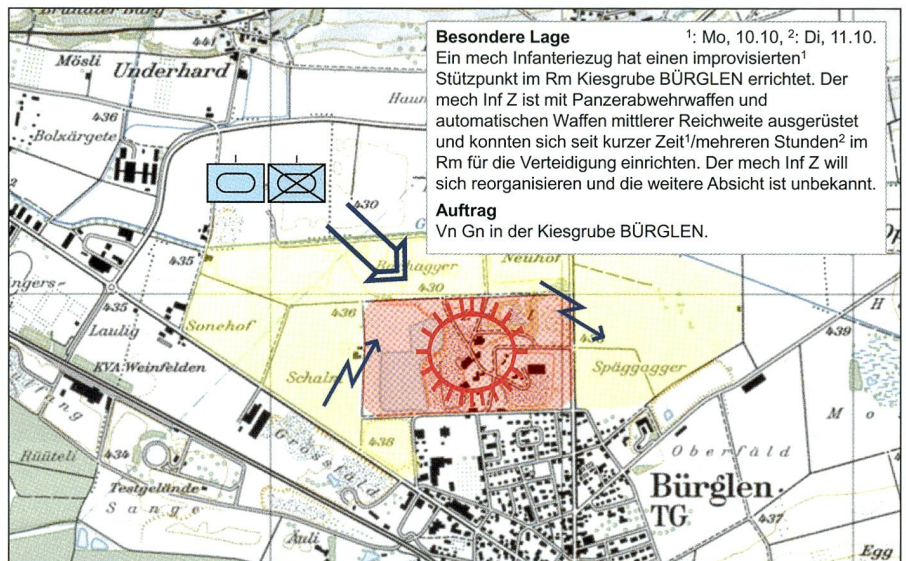 Besondere Lage ¹: Mo, 10.10, ²: Di, 11.10.
Ein mech Infanteriezug hat einen improvisierten¹
Stützpunkt im Rm Kiesgrube BÜRGLEN errichtet. Der
mech Inf Z ist mit Panzerabwehrwaffen und
automatischen Waffen mittlerer Reichweite ausgerüstet
und konnten sich seit kurzer Zeit¹/mehreren Stunden² im
Rm für die Verteidigung einrichten. Der mech Inf Z will
sich reorganisieren und die weitere Absicht ist unbekannt.
Auftrag
Vn Gn in der Kiesgrube BÜRGLEN.
441
Mösli
Underhard
436
Bolxärgete
430
435
Neuhof
430
435
436
Laulig
Sonehof
439
KVA.Weinfelden
Späggagger
438
Grossfäld
Rüüteli
434
Oberfäld
Testgelände
Sange
Bürglen
TG
437
Auli
Egg